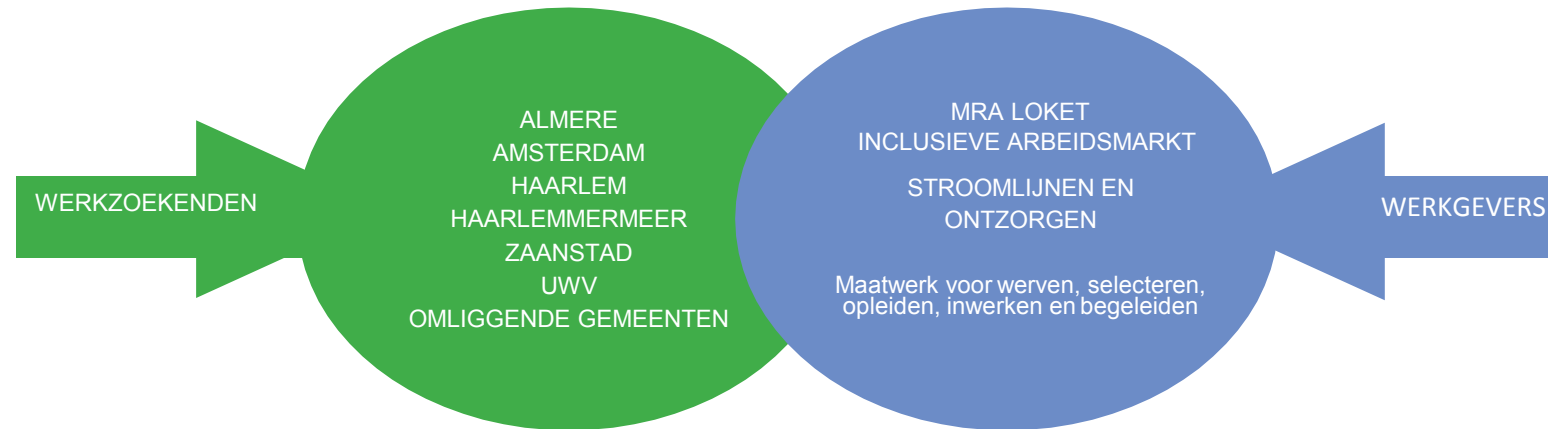 WERKZOEKENDEN
ALMERE
AMSTERDAM
HAARLEM
HAARLEMMERMEER
ZAANSTAD
UWV
OMLIGGENDE GEMEENTEN
MRA LOKET
INCLUSIEVE ARBEIDSMARKT
STROOMLIJNEN EN
ONTZORGEN
Maatwerk voor werven, selecteren,
opleiden, inwerken en begeleiden
WERKGEVERS